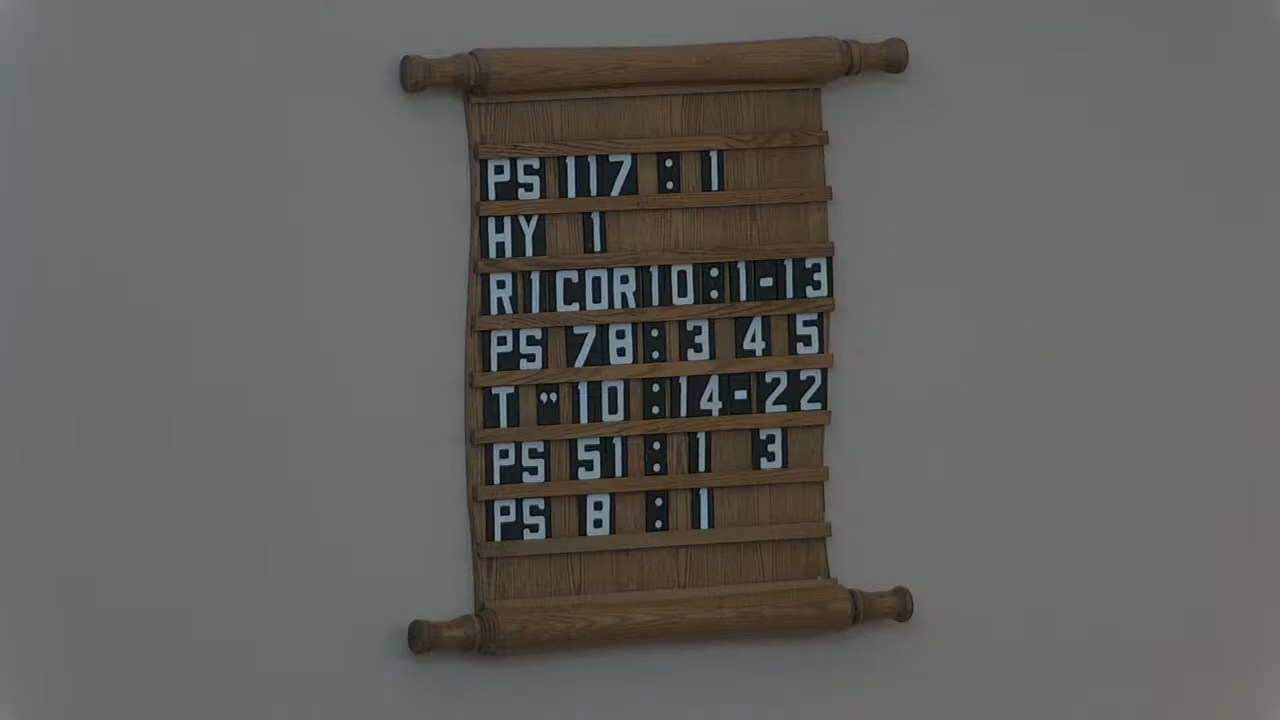 PS 117 : 1
HY 1
R 1 COR 10 : 1-13
PS 78 : 3 4 5
T " 10 : 14-22
PS 51 : 1 3
PS 8 : 1